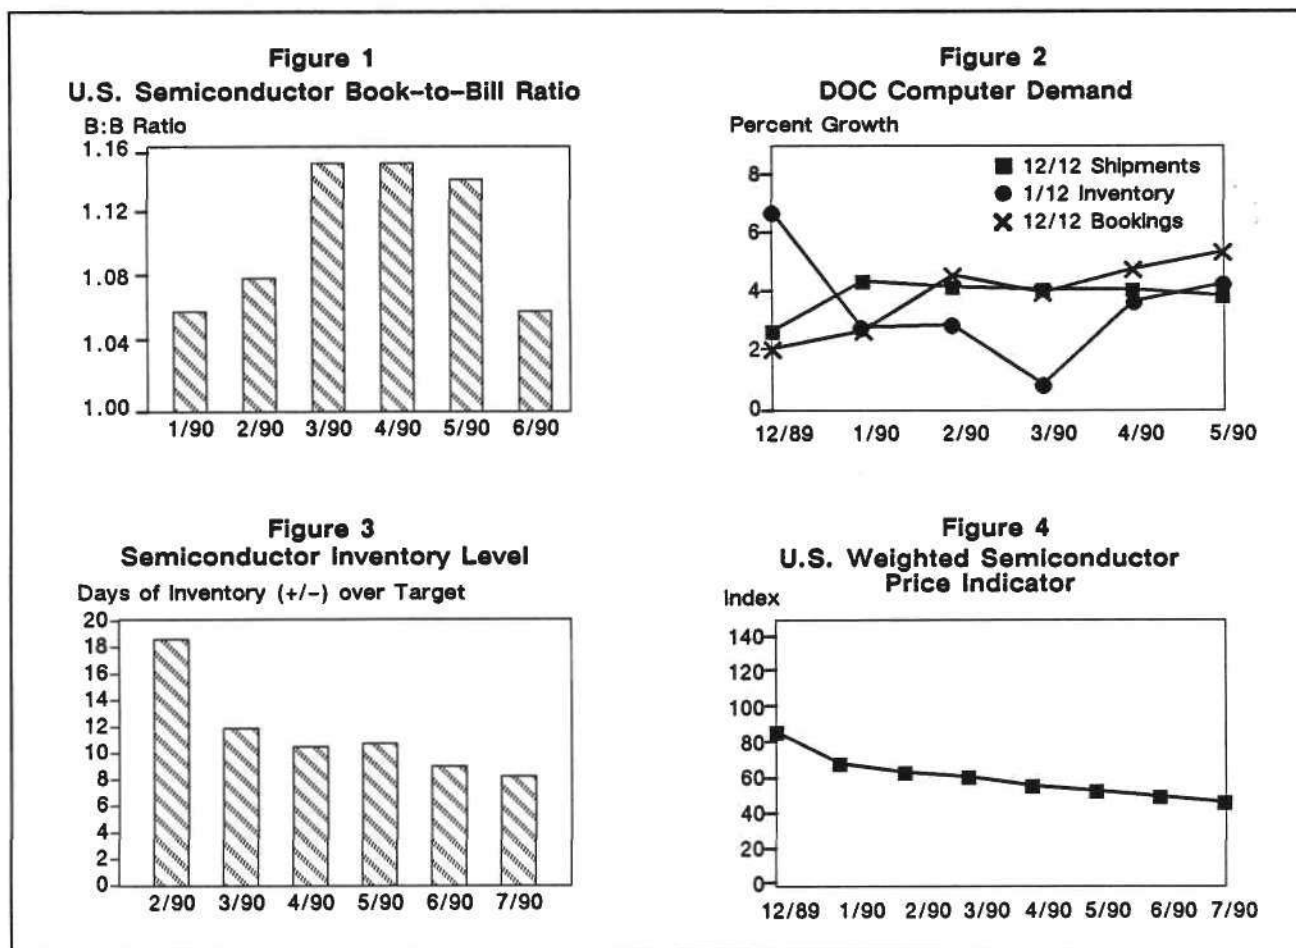 Figure 1
U.S. Semiconductor Book-to-Bill Ratio
B:B Ratio
1.16
1.12
1.08
1.04
1.00
1/90 2/90 3/90 4/90 5/90 6/90
Figure 2
DOC Computer Demand
Percent Growth
8
6
4
2
0
12/12 Shipments
1/12 Inventory
12/12 Bookings
12/89 1/90 2/90 3/90 4/90 5/90
Figure 3
Semiconductor Inventory Level
Days of Inventory (+/-) over Target
20
18
16
14
12
10
8
6
4
2
0
2/90 3/90 4/90 5/90 6/90 7/90
Figure 4
U.S. Weighted Semiconductor
Price Indicator
Index
140
120
100
80
60
40
20
0
12/89 1/90 2/90 3/90 4/90 5/90 6/90 7/90